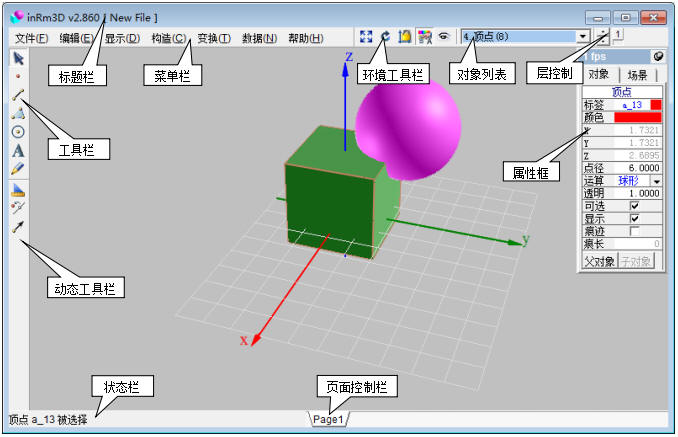 inRm3D v2.860 [ New File ]
文件(F) 编辑(E) 显示(D) 构造(C) 变换(T) 数据(N) 帮助(H)
4.顶点(8)
1
标题栏
菜单栏
环境工具栏
对象列表
层控制
fps
对象 场景
顶点
标签 a_13
颜色
X 1.7321
Y 1.7321
Z 2.6895
点径 6.0000
运算 球形
透明 1.0000
可选
显示
痕迹
痕长 0
父对象 子对象
工具栏
A
属性框
动态工具栏
z
y
x
状态栏
页面控制栏
顶点 a_13 被选择
Page1